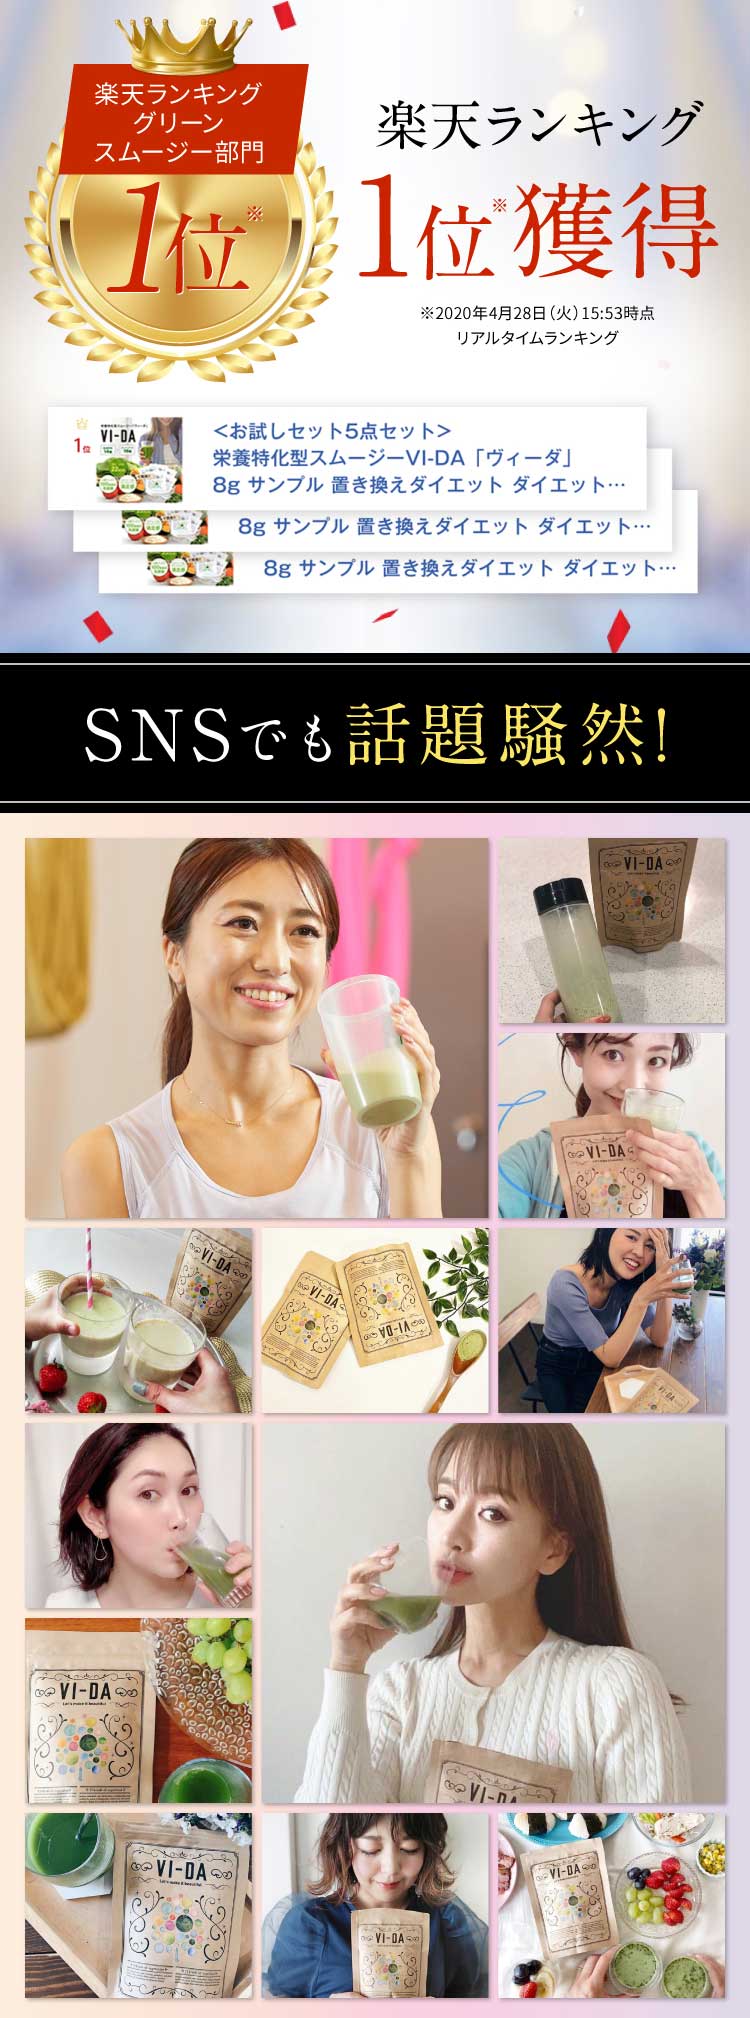 楽天ランキング
グリーン
スムージー部門
1位※
楽天ランキング
1位※獲得
※2020年4月28日(火)15:53時点
リアルタイムランキング
1位
VI-DA
<お試しセット5点セット>
栄養特化型スムージーVI-DA「ヴィーダ」
8g サンプル 置き換えダイエット ダイエット…
8g サンプル 置き換えダイエット ダイエット…
8g サンプル 置き換えダイエット ダイエット…
SNSでも話題騒然!
VI-DA
VI-DA
VI-DA
VI-DA
VI-DA
VI-DA
Let's make it beautiful
VI-DA
VI-DA
Let's make it beautiful
VI-DA
VI-DA